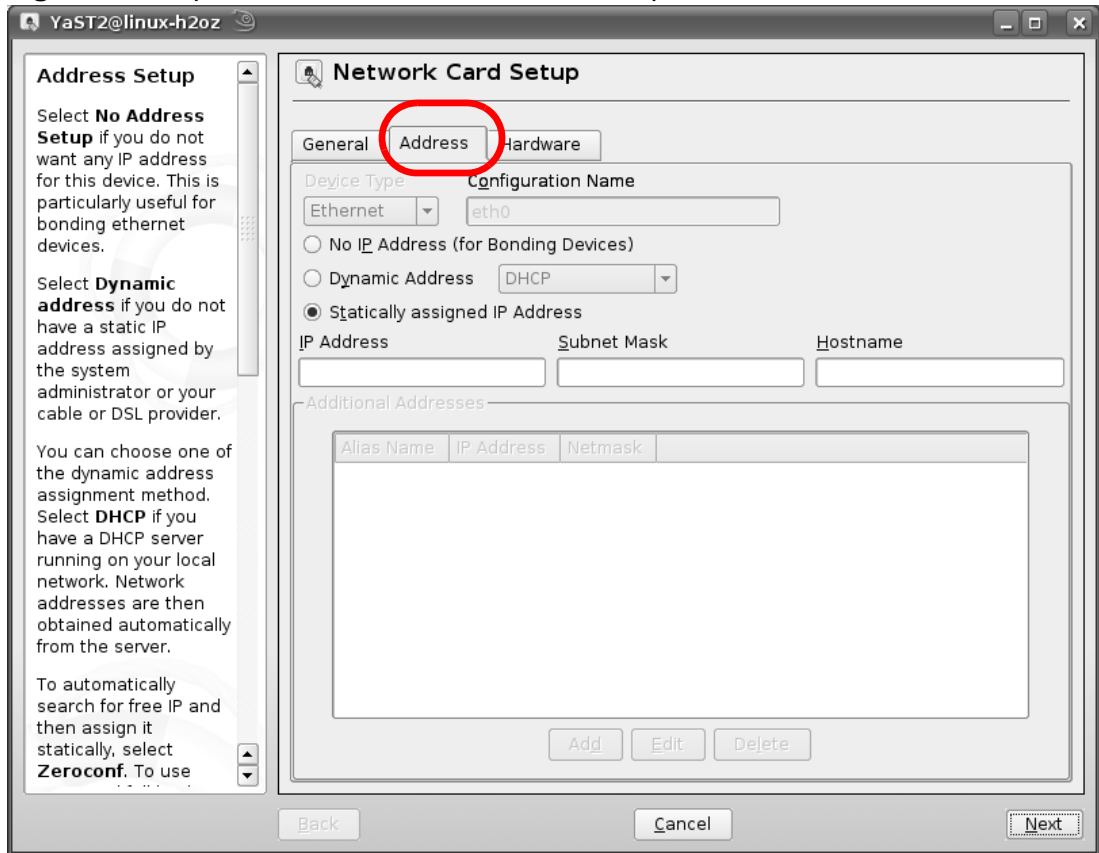 YaST2@linux-h2oz
Address Setup
Select No Address
Setup if you do not
want any IP address
for this device. This is
particularly useful for
bonding ethernet
devices.
Select Dynamic
address if you do not
have a static IP
address assigned by
the system
administrator or your
cable or DSL provider.
You can choose one of
the dynamic address
assignment method.
Select DHCP if you
have a DHCP server
running on your local
network. Network
addresses are then
obtained automatically
from the server.
To automatically
search for free IP and
then assign it
statically, select
Zeroconf. To use
Network Card Setup
General Address Hardware
Device Type Configuration Name
Ethernet eth0
No IP Address (for Bonding Devices)
Dynamic Address DHCP
Statically assigned IP Address
IP Address Subnet Mask Hostname
Additional Addresses
Alias Name IP Address Netmask
Add Edit Delete
Back Cancel Next